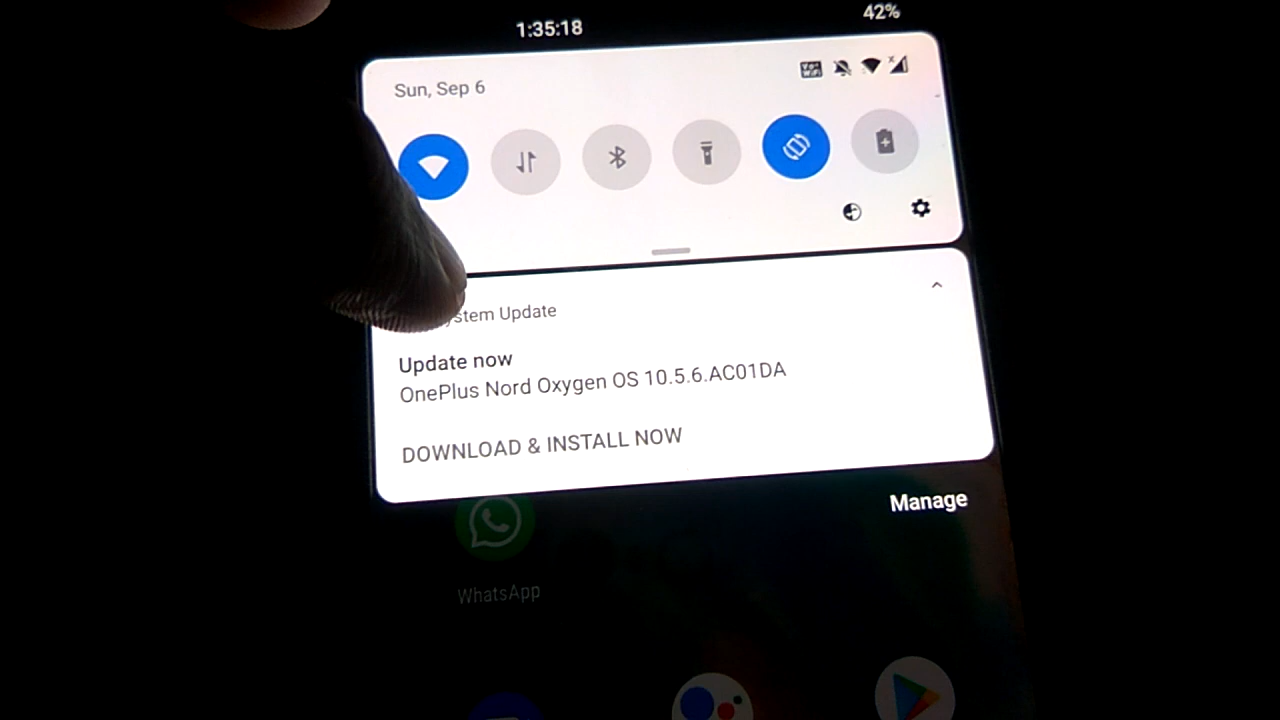 1:35:18
42%
Sun, Sep 6
Update
Update now
OnePlus Nord Oxygen OS 10.5.6.AC01DA
DOWNLOAD & INSTALL NOW
Manage
WhatsApp